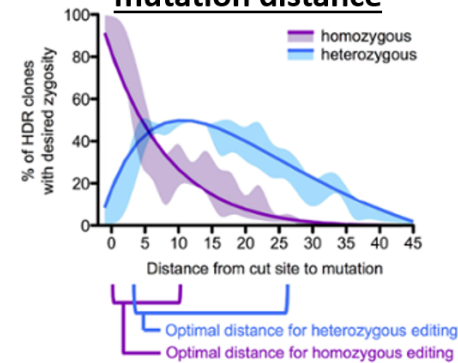 mutation distance
100
80
60
40
20
0
% of HDR clones
with desired zygosity
homozygous
heterozygous
0 5 10 15 20 25 30 35 40 45
Distance from cut site to mutation
Optimal distance for heterozygous editing
Optimal distance for homozygous editing